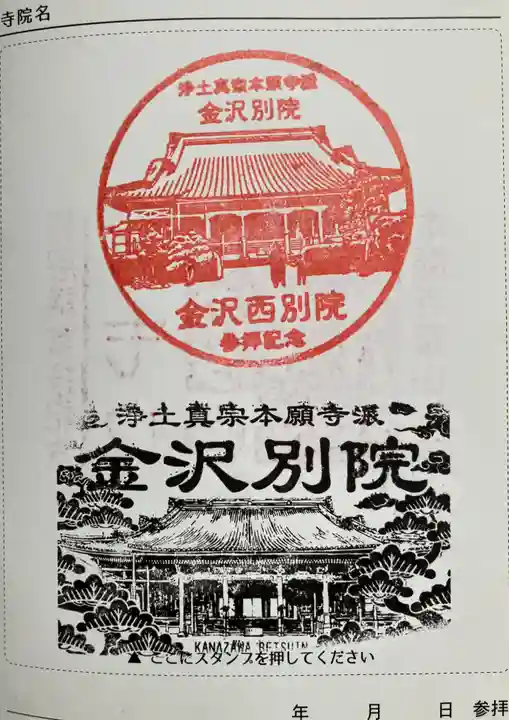 寺院名
浄土真宗本願寺派
金沢別院
金沢西別院
参拝記念
浄土真宗本願寺派
金沢別院
KANAZAWA BETSUIN
▲ ここにスタンプを押してください
年 月 日 参拝